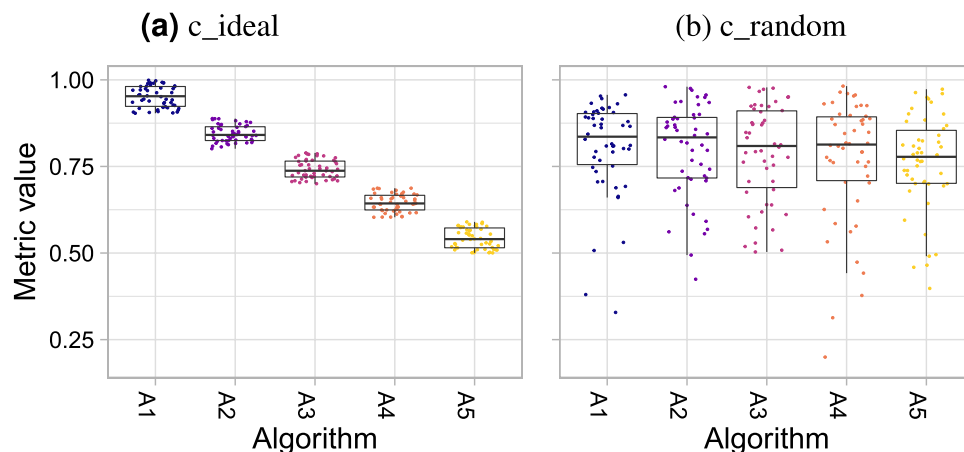 (a) c_ideal
(b) c_random
Metric value
1.00
0.75
0.50
0.25
A1
A2
A3
A4
A5
Algorithm
A1
A2
A3
A4
A5
Algorithm